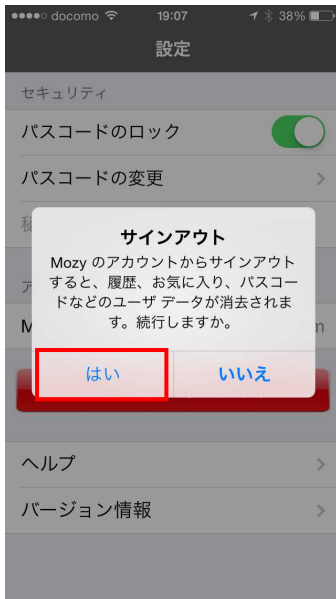 docomo 19:07 38%
設定
セキュリティ
パスコードのロック
パスコードの変更
秘
サインアウト
Mozy のアカウントからサインアウト
すると、履歴、お気に入り、パスコー
ドなどのユーザ データが消去されま
す。続行しますか。
ア
M
m
はい いいえ
ヘルプ
バージョン情報